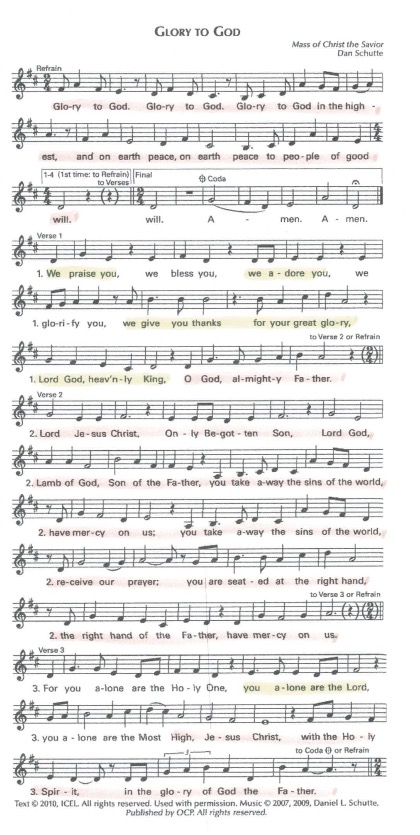 GLORY TO GOD
Mass of Christ the Savior
Dan Schutte
Refrain
Glo-ry to God. Glo-ry to God. Glo-ry to God in the high -
est, and on earth peace, on earth peace to peo- ple of good
1-4 (1st time: to Refrain) Final
to Verses
Coda
will. will. A - men. A - men.
Verse 1
1. We praise you, we bless you, we a - dore you, we
1. glo-ri-fy you, we give you thanks for your great glo-ry,
to Verse 2 or Refrain
1. Lord God, heav'n-ly King, O God, al-might-y Fa- ther.
Verse 2
2. Lord Je-sus Christ, On - ly Be-got - ten Son, Lord God,
2. Lamb of God, Son of the Fa-ther, you take a-way the sins of the world,
2. have mer-cy on us; you take a-way the sins of the world,
2. re-ceive our prayer; you are seat - ed at the right hand,
to Verse 3 or Refrain
2. the right hand of the Fa-ther, have mer-cy on us.
Verse 3
3. For you a-lone are the Ho - ly One, you a-lone are the Lord,
3. you a - lone are the Most High, Je - sus Christ, with the Ho - ly
3
to Coda or Refrain
3. Spir - it, in the glo - ry of God the Fa - ther.
Text © 2010, ICEL. All rights reserved. Used with permission. Music © 2007, 2009, Daniel L. Schutte.
Published by OCP. All rights reserved.